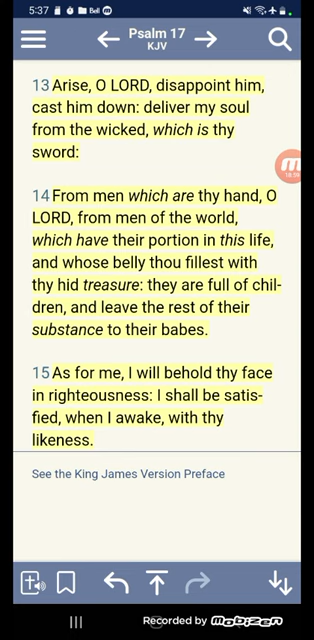 5:37 Bell M
Psalm 17
KJV
13 Arise, O LORD, disappoint him,
cast him down: deliver my soul
from the wicked, which is thy
sword:
14 From men which are thy hand, O
LORD, from men of the world,
which have their portion in this life,
and whose belly thou fillest with
thy hid treasure: they are full of chil-
dren, and leave the rest of their
substance to their babes.
15 As for me, I will behold thy face
in righteousness: I shall be satis-
fied, when I awake, with thy
likeness.
See the King James Version Preface
Recorded by Mobizen